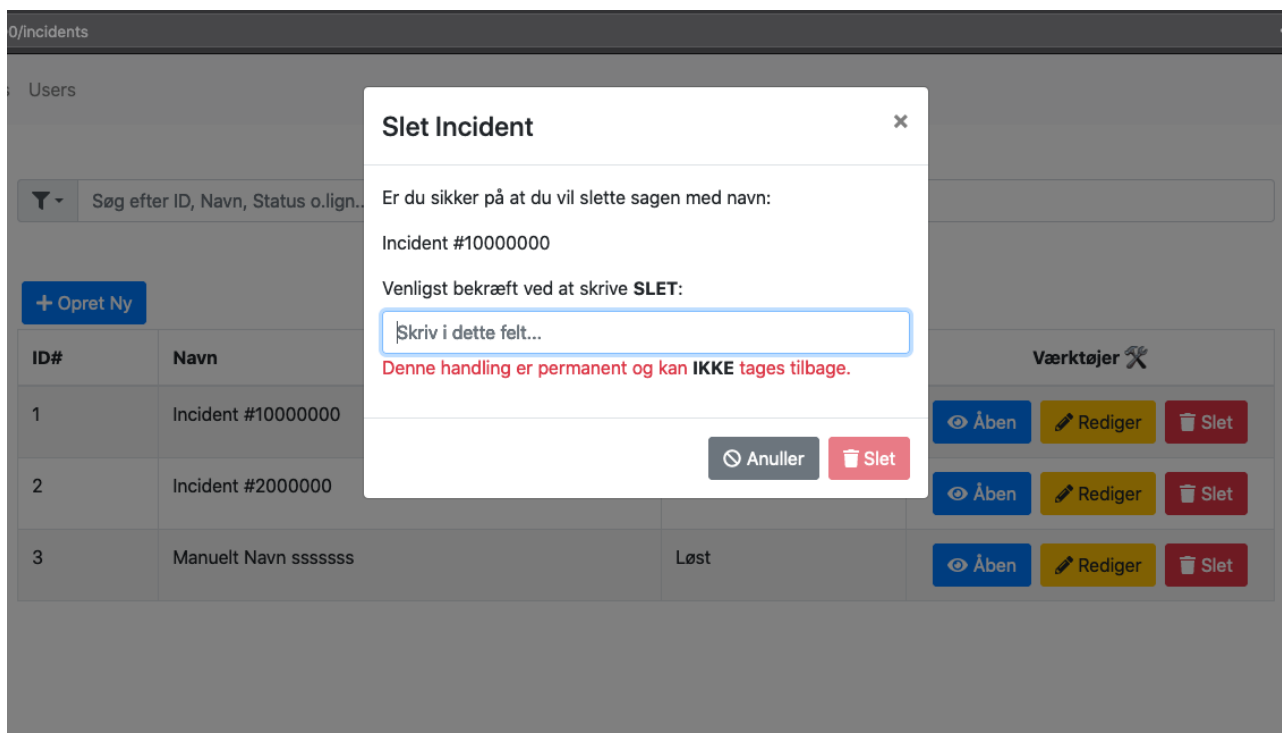 0/incidents
Users
Slet Incident ×
Er du sikker på at du vil slette sagen med navn:
Incident #10000000
Venligst bekræft ved at skrive SLET:
Skriv i dette felt...
Denne handling er permanent og kan IKKE tages tilbage.
Anuller Slet
Søg efter ID, Navn, Status o.lign..
+ Opret Ny
ID# Navn Værktøjer
1 Incident #10000000 Åben Rediger Slet
2 Incident #2000000 Åben Rediger Slet
3 Manuelt Navn sssssss Løst Åben Rediger Slet